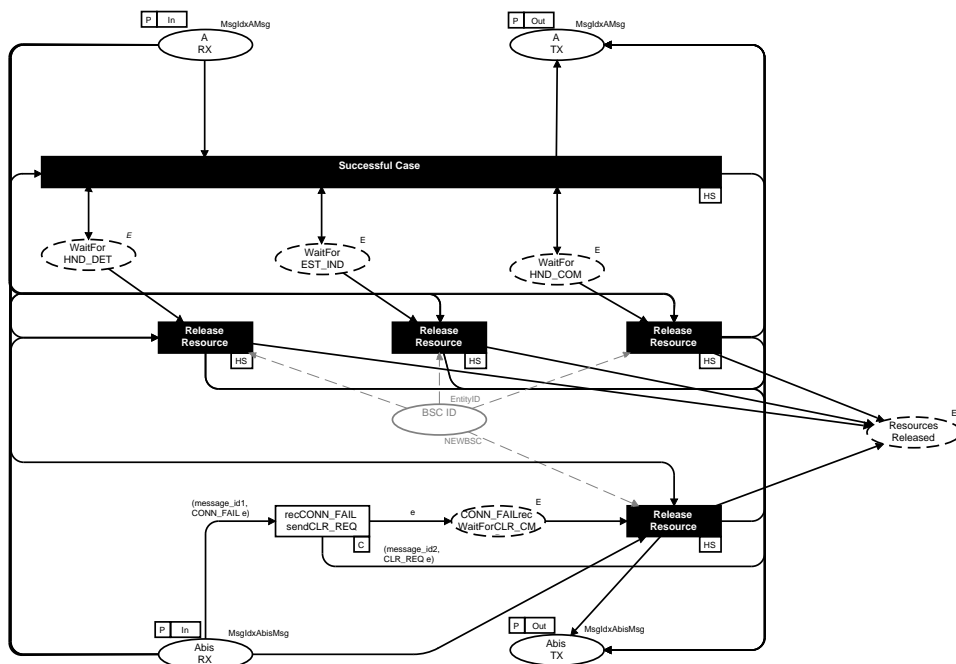 P In
MsgIdxAMsg
A
RX
P Out
MsgIdxAMsg
A
TX
Successful Case
HS
WaitFor
HND_DET
E
WaitFor
EST_IND
E
WaitFor
HND_COM
E
Release
Resource
HS
Release
Resource
HS
Release
Resource
HS
EntityID
BSC ID
NEWBSC
Resources
Released
E
(message_id1,
CONN_FAIL e)
recCONN_FAIL
sendCLR_REQ
C
e
E
CONN_FAILrec
WaitForCLR_CM
Release
Resource
HS
(message_id2,
CLR_REQ e)
P In
MsgIdxAbisMsg
Abis
RX
P Out
MsgIdxAbisMsg
Abis
TX